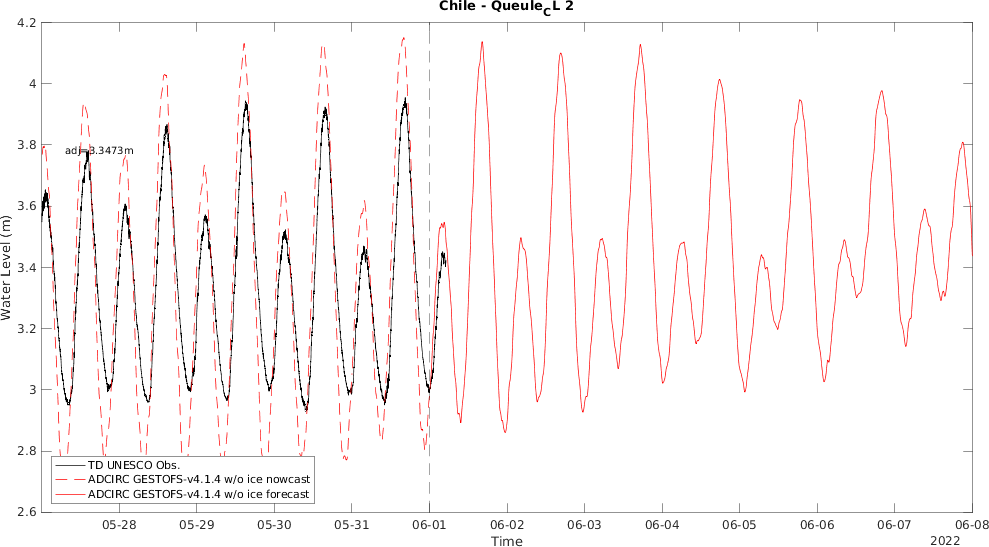 Chile - Queule_CL 2
4.2
4
3.8
3.6
3.4
3.2
3
2.8
2.6
Water Level (m)
adj=3.3473m
TD UNESCO Obs.
ADCIRC GESTOFS-v4.1.4 w/o ice nowcast
ADCIRC GESTOFS-v4.1.4 w/o ice forecast
05-28 05-29 05-30 05-31 06-01 06-02 06-03 06-04 06-05 06-06 06-07 06-08
Time
2022